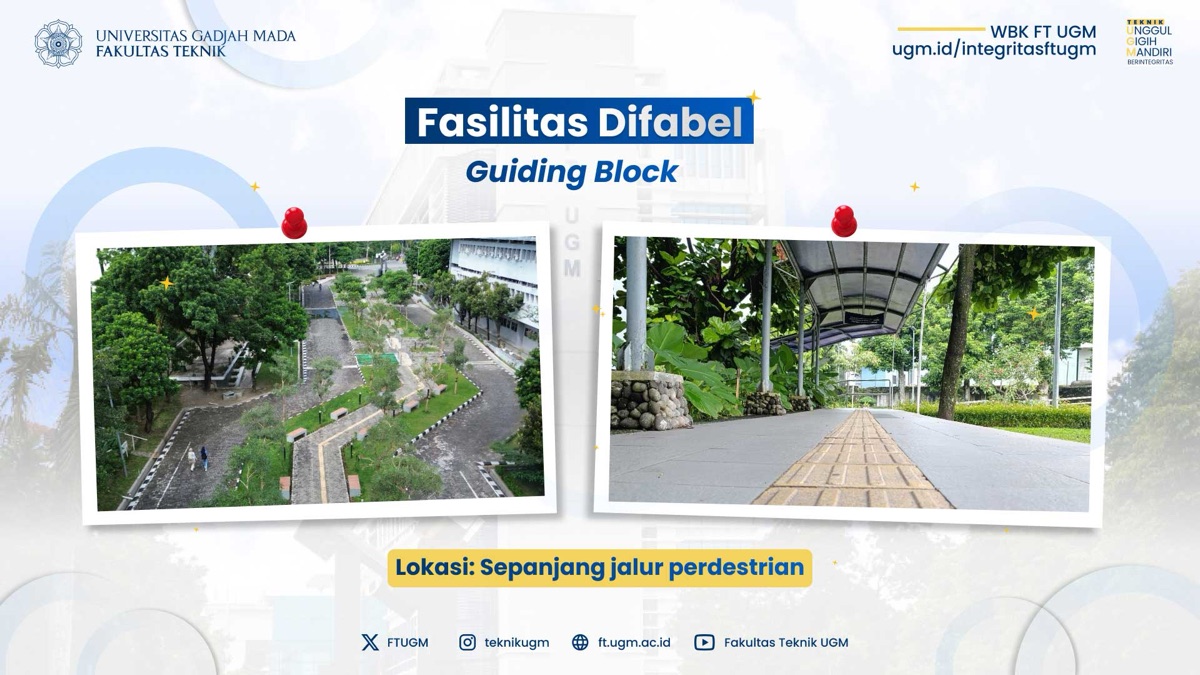 UNIVERSITAS GADJAH MADA
FAKULTAS TEKNIK
WBK FT UGM
ugm.id/integritasftugm
TEKNIK
UNGGUL
GIGIH
MANDIRI
BERINTEGRITAS
Fasilitas Difabel
Guiding Block
UGM
Lokasi: Sepanjang jalur perdestrian
FTUGM
teknikugm
ft.ugm.ac.id
Fakultas Teknik UGM